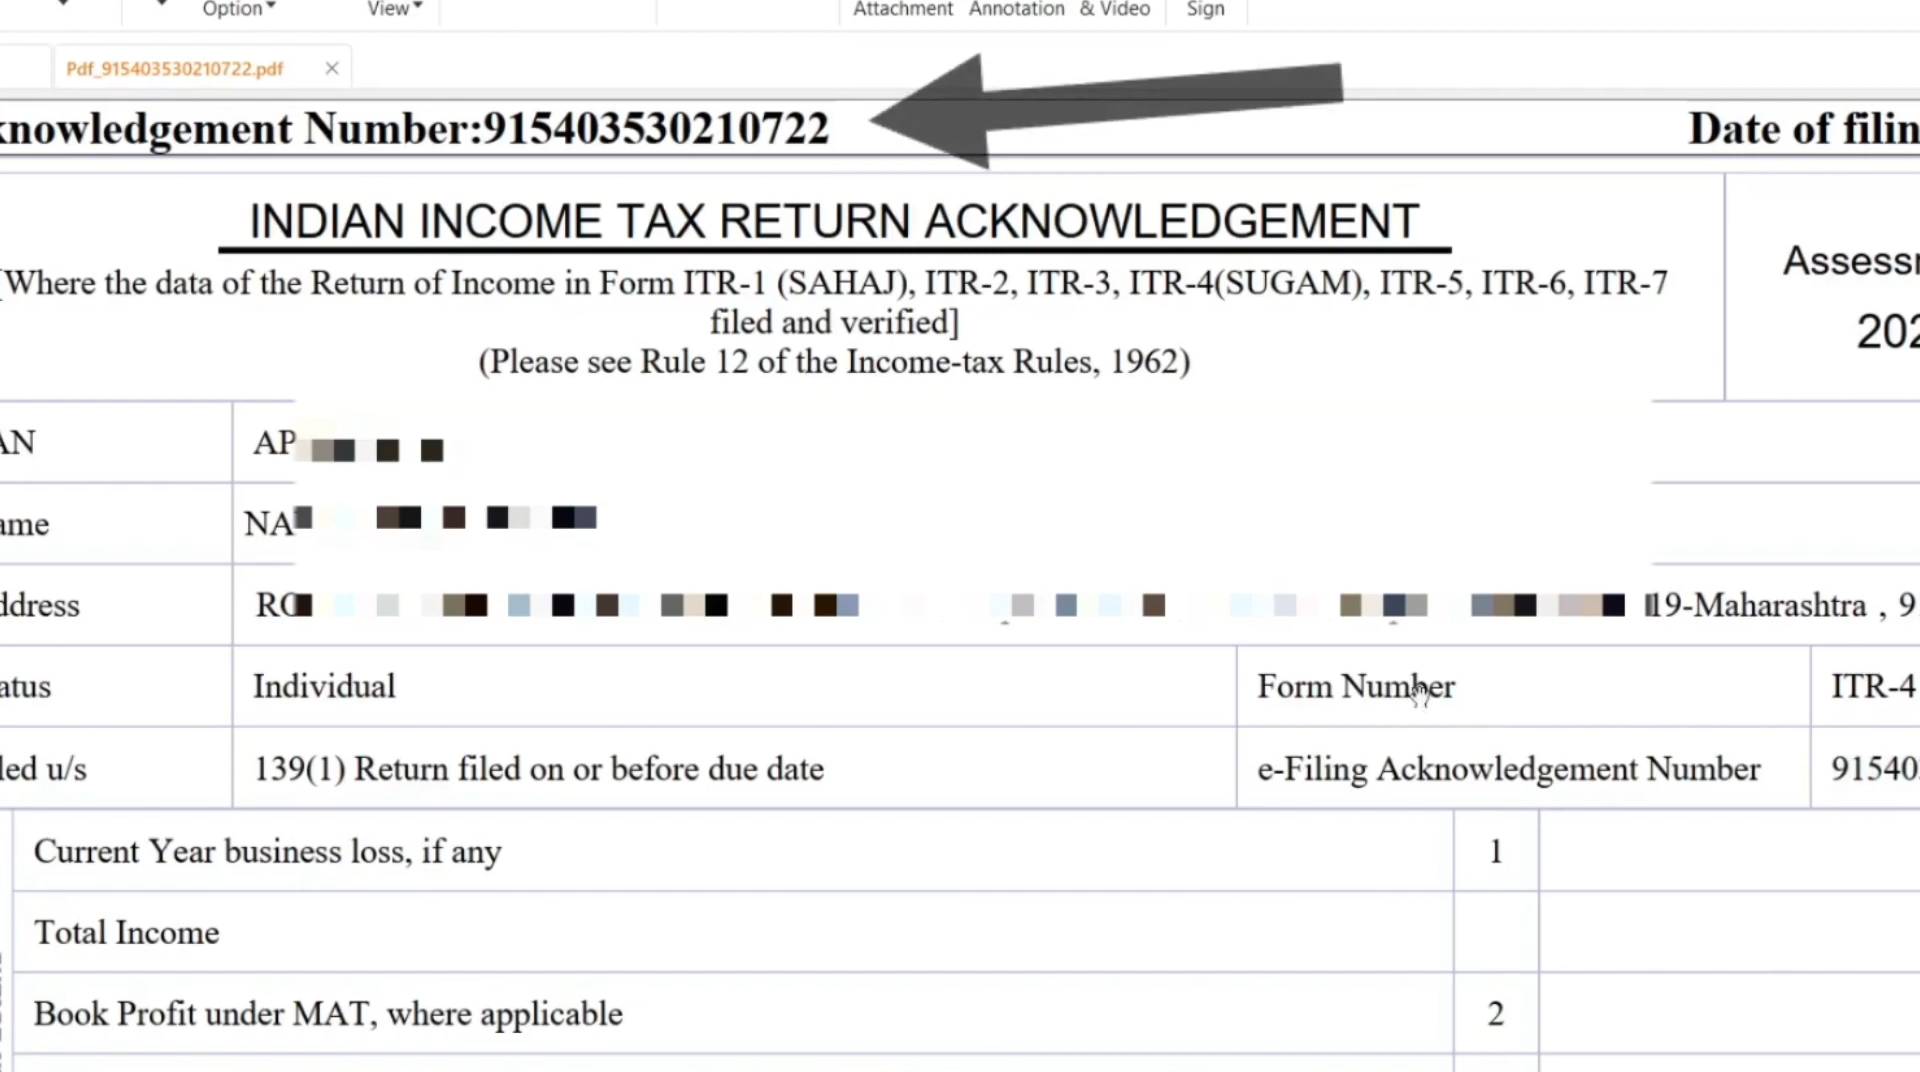 Option View Attachment Annotation & Video Sign
Pdf_915403530210722.pdf
knowledgement Number:915403530210722 Date of filin
INDIAN INCOME TAX RETURN ACKNOWLEDGEMENT
[Where the data of the Return of Income in Form ITR-1 (SAHAJ), ITR-2, ITR-3, ITR-4(SUGAM), ITR-5, ITR-6, ITR-7
filed and verified]
(Please see Rule 12 of the Income-tax Rules, 1962)
Assess
202
AN AP
ame NA
ddress RO 19-Maharashtra , 9
atus Individual Form Number ITR-4
led u/s 139(1) Return filed on or before due date e-Filing Acknowledgement Number 91540
Current Year business loss, if any 1
Total Income
Book Profit under MAT, where applicable 2